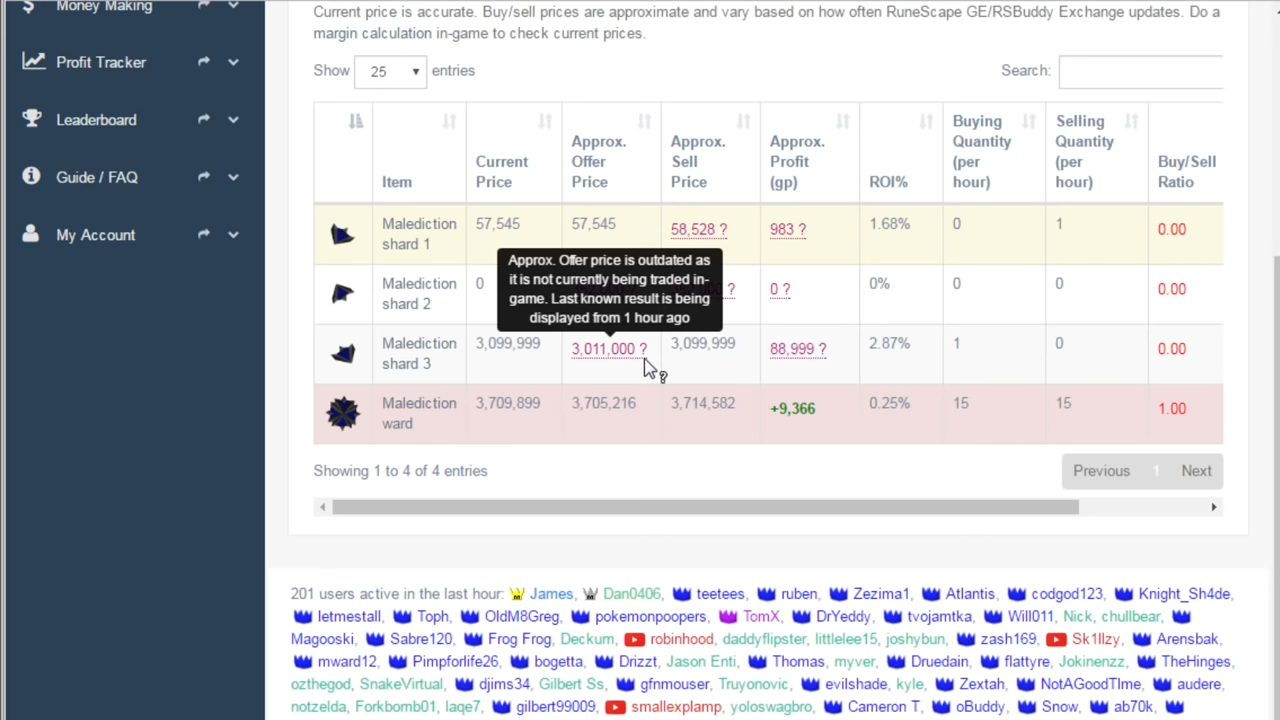 Money Making
Profit Tracker
Leaderboard
Guide / FAQ
My Account
Current price is accurate. Buy/sell prices are approximate and vary based on how often RuneScape GE/RSBuddy Exchange updates. Do a
margin calculation in-game to check current prices.
Show 25 entries Search:
Item Current Price Approx. Offer Price Approx. Sell Price Approx. Profit (gp) ROI% Buying Quantity (per hour) Selling Quantity (per hour) Buy/Sell Ratio
Malediction shard 1 57,545 57,545 58,528 ? 983 ? 1.68% 0 1 0.00
Approx. Offer price is outdated as
it is not currently being traded in-
game. Last known result is being
displayed from 1 hour ago
Malediction shard 2 0 ? 0 ? 0% 0 0 0.00
Malediction shard 3 3,099,999 3,011,000 ? 3,099,999 88,999 ? 2.87% 1 0 0.00
Malediction ward 3,709,899 3,705,216 3,714,582 +9,366 0.25% 15 15 1.00
Showing 1 to 4 of 4 entries
Previous 1 Next
201 users active in the last hour: James, Dan0406, teetees, ruben, Zezima1, Atlantis, codgod123, Knight_Sh4de,
letmestall, Toph, OldM8Greg, pokemonpoopers, TomX, DrYeddy, tvojamtka, Will011, Nick, chullbear,
Magooski, Sabre120, Frog Frog, Deckum, robinhood, daddyflipster, littlelee15, joshybun, zash169, Sk1llzy, Arensbak,
mward12, Pimpforlife26, bogetta, Drizzt, Jason Enti, Thomas, myver, Druedain, flattyre, Jokinenzz, TheHinges,
ozthegod, SnakeVirtual, djims34, Gilbert Ss, gfnmouser, Truyonovic, evilshade, kyle, Zextah, NotAGoodTIme, audere,
notzelda, Forkbomb01, laqe7, gilbert99009, smallexplamp, yoloswagbro, Cameron T, oBuddy, Snow, ab70k,